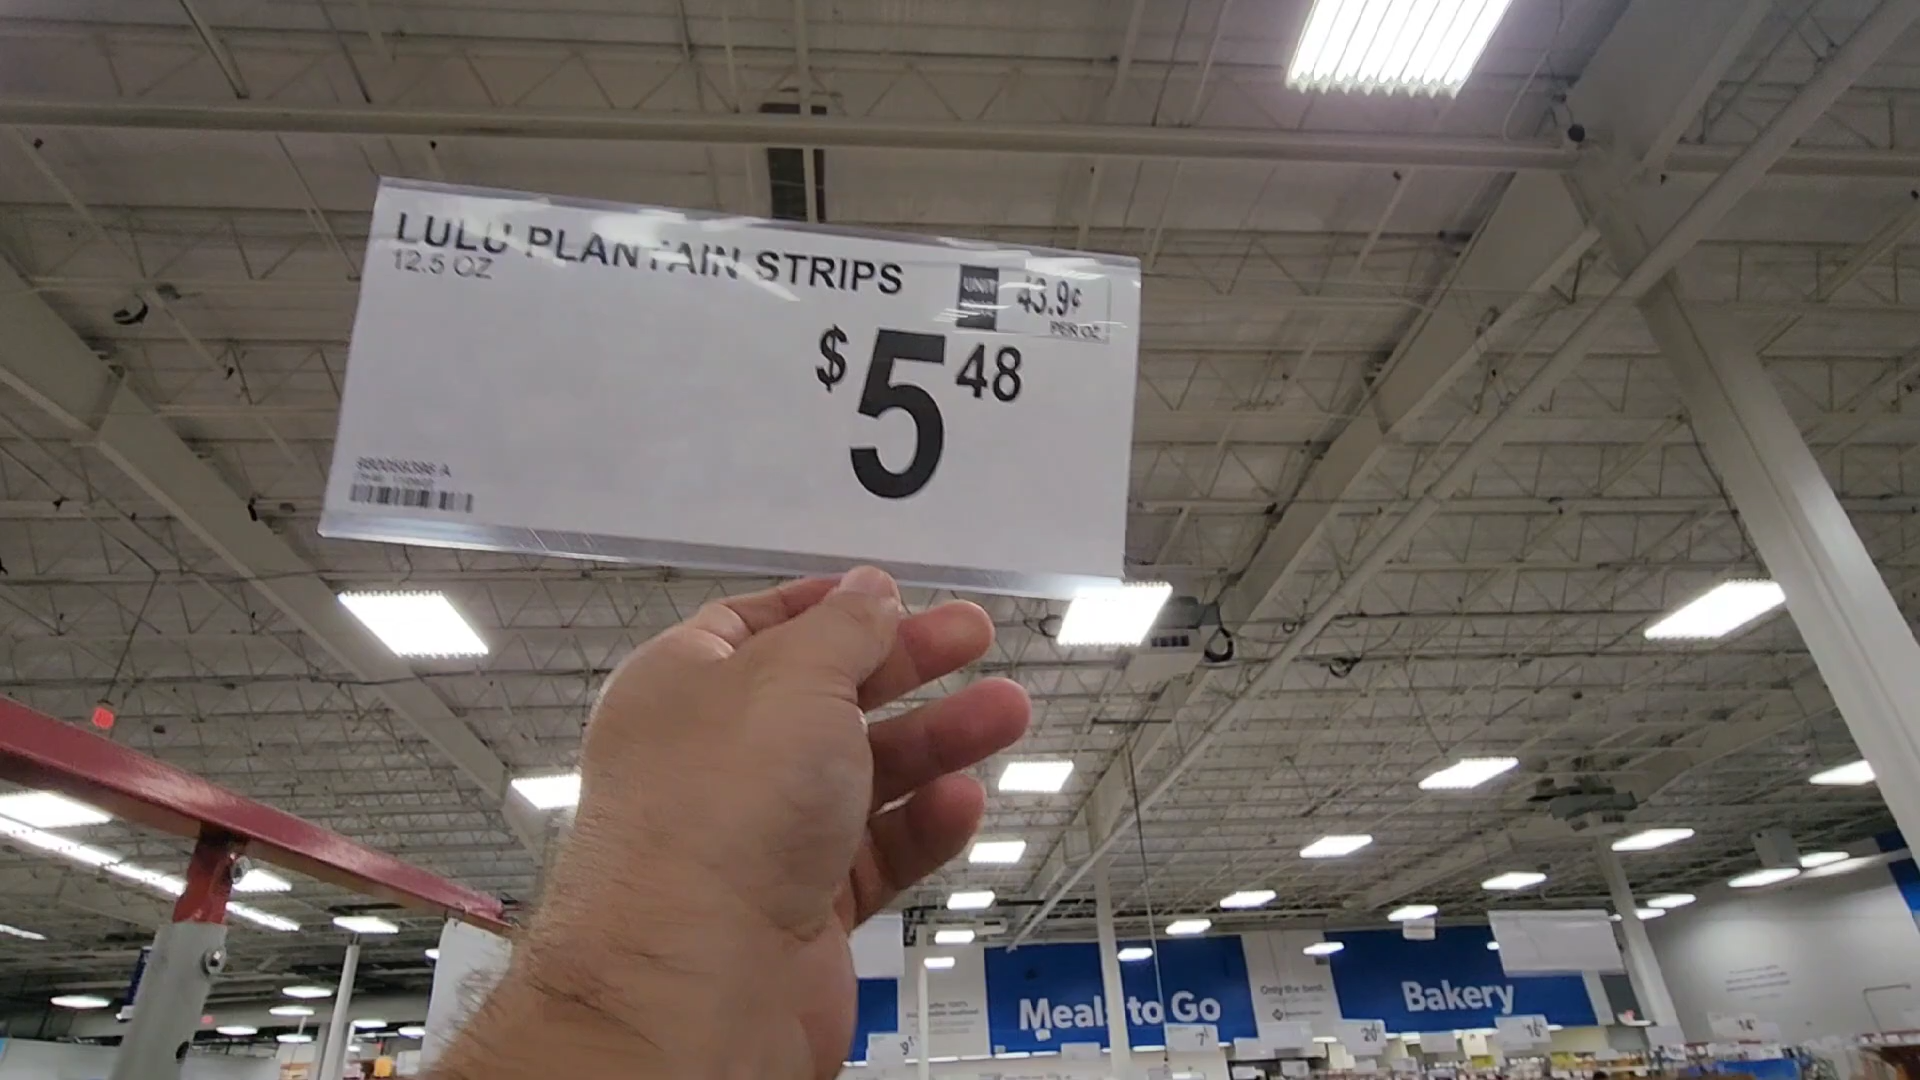 LULU PLANTAIN STRIPS
12.5 OZ
UNIT
43.9¢
PER OZ
$5 48
Meals to Go
Only the best.
Bakery